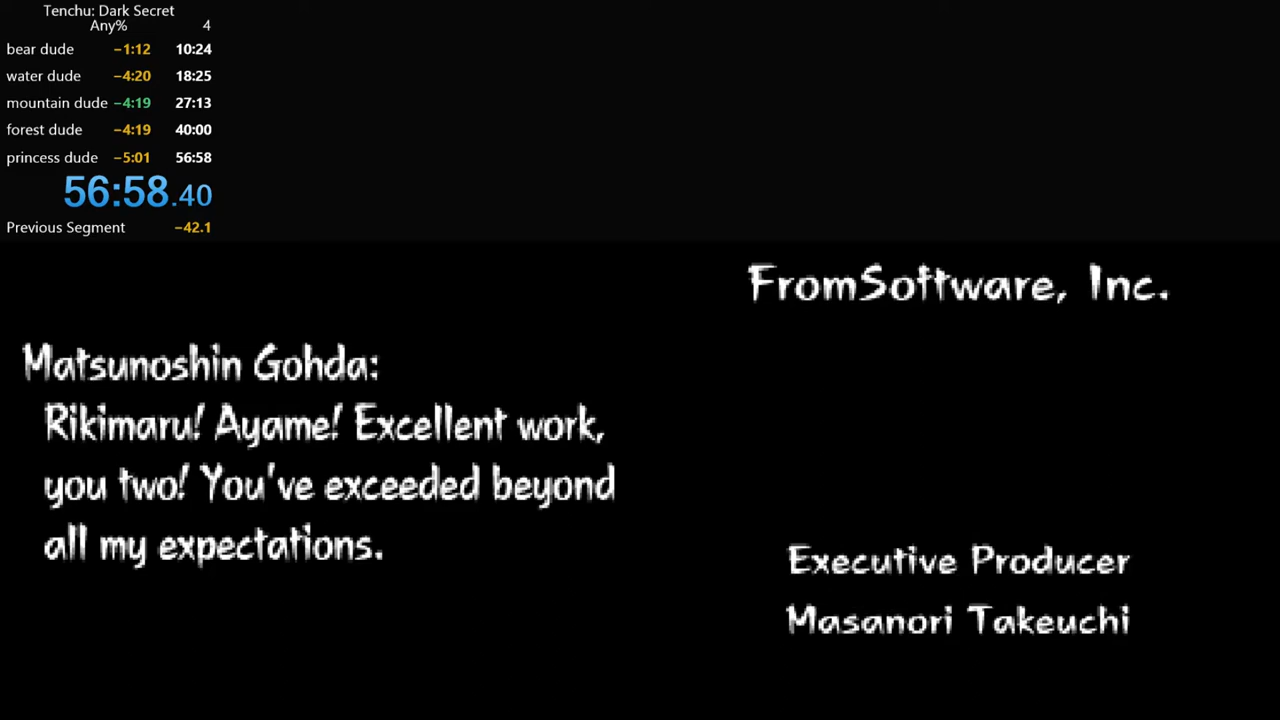 Tenchu: Dark Secret
Any% 4
bear dude −1:12 10:24
water dude −4:20 18:25
mountain dude −4:19 27:13
forest dude −4:19 40:00
princess dude −5:01 56:58
56:58.40
Previous Segment −42.1
FromSoftware, Inc.
Matsunoshin Gohda:
Rikimaru! Ayame! Excellent work,
you two! You've exceeded beyond
all my expectations.
Executive Producer
Masanori Takeuchi